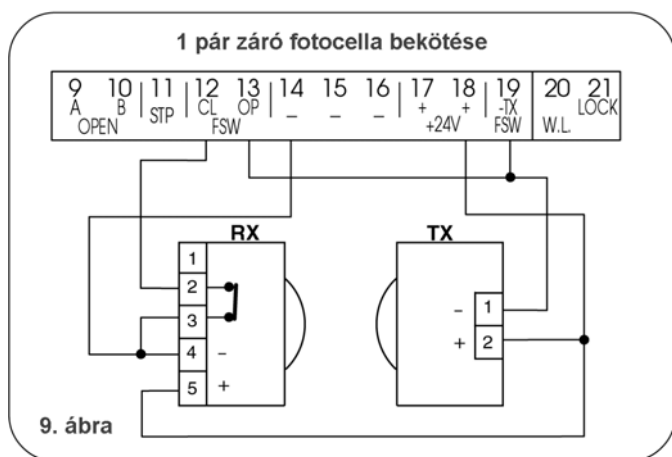 1 pár záró fotocella bekötése
9 10 11 12 13 14 15 16 17 18 19 20 21
A B STP CL OP _ _ _ + + -TX W.L. LOCK
OPEN FSW +24V FSW
RX TX
1
2
3
4 -
5 +
- 1
+ 2
9. ábra